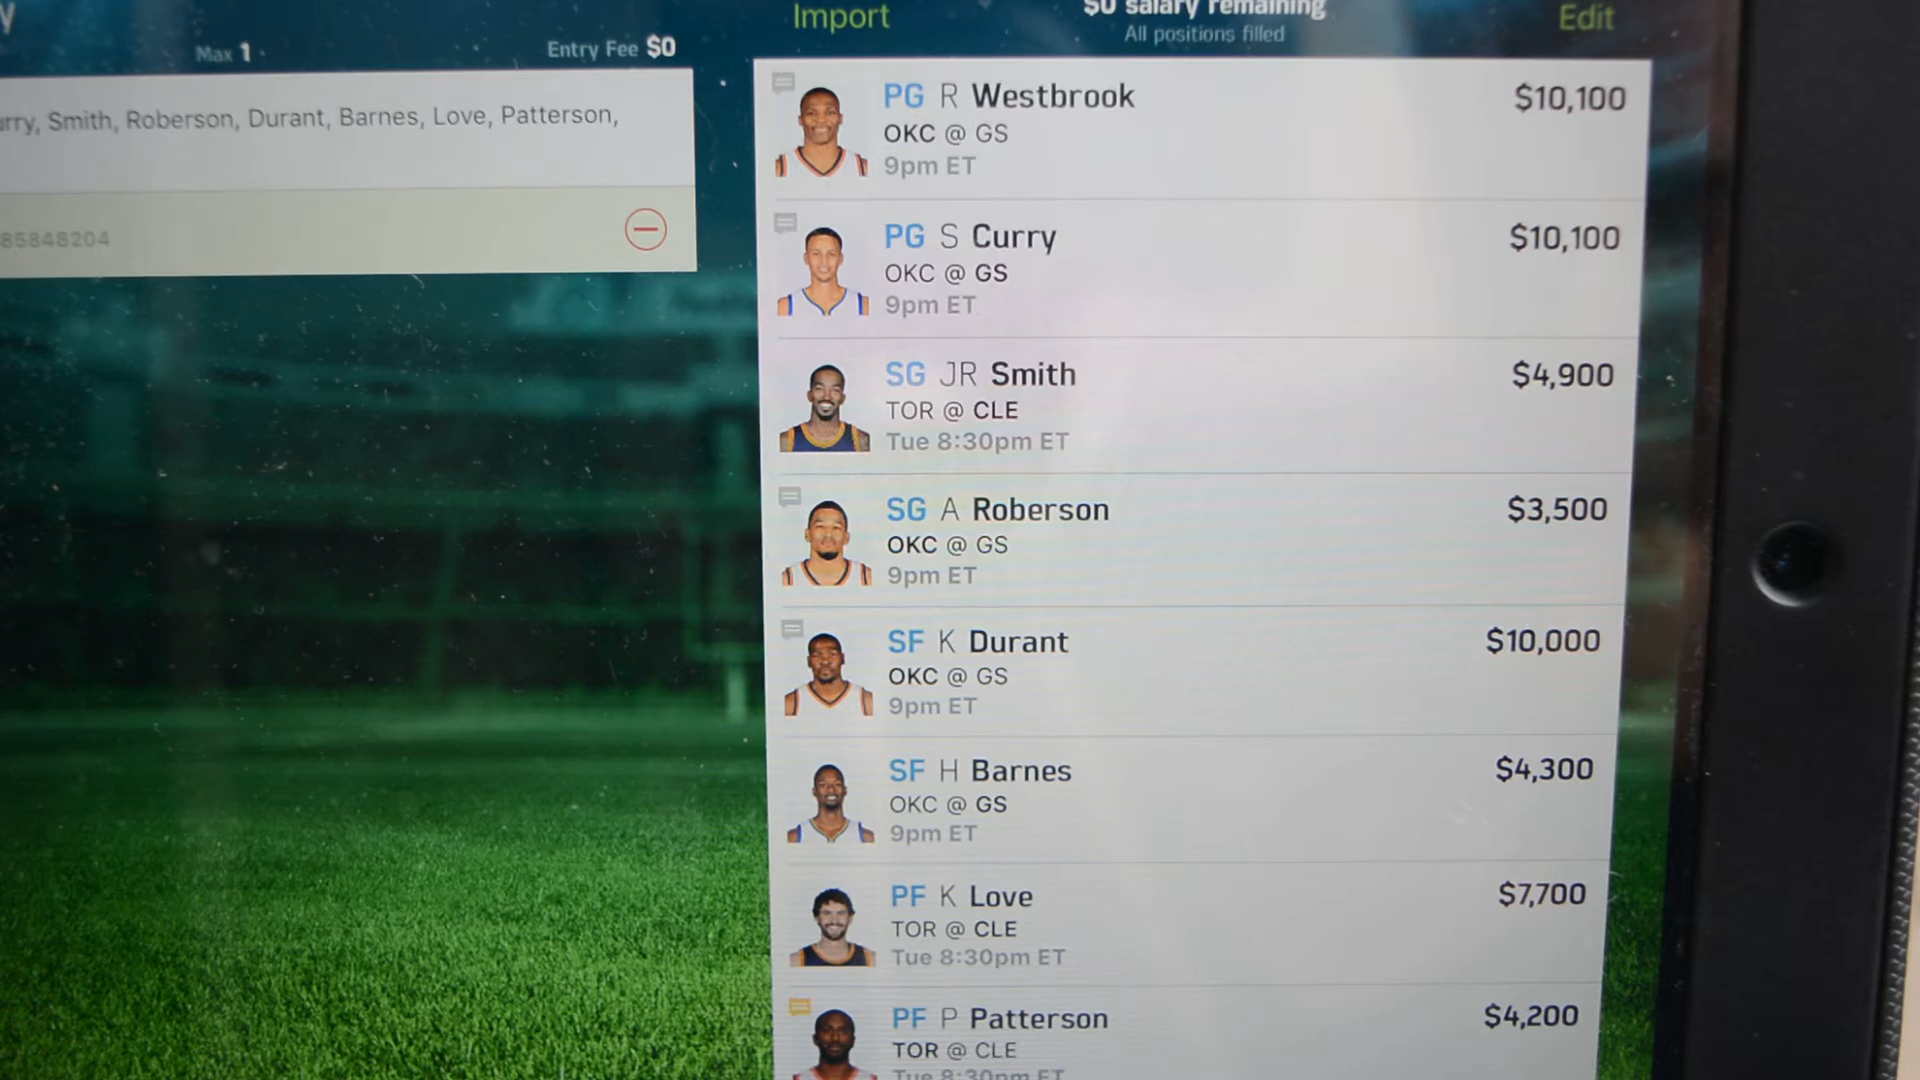 Max 1
Entry Fee $0
rry, Smith, Roberson, Durant, Barnes, Love, Patterson,
85848204
Import
$0 salary remaining
All positions filled
Edit
PG R Westbrook
$10,100
OKC @ GS
9pm ET
PG S Curry
$10,100
OKC @ GS
9pm ET
SG JR Smith
$4,900
TOR @ CLE
Tue 8:30pm ET
SG A Roberson
$3,500
OKC @ GS
9pm ET
SF K Durant
$10,000
OKC @ GS
9pm ET
SF H Barnes
$4,300
OKC @ GS
9pm ET
PF K Love
$7,700
TOR @ CLE
Tue 8:30pm ET
PF P Patterson
$4,200
TOR @ CLE
Tue 8:30pm ET